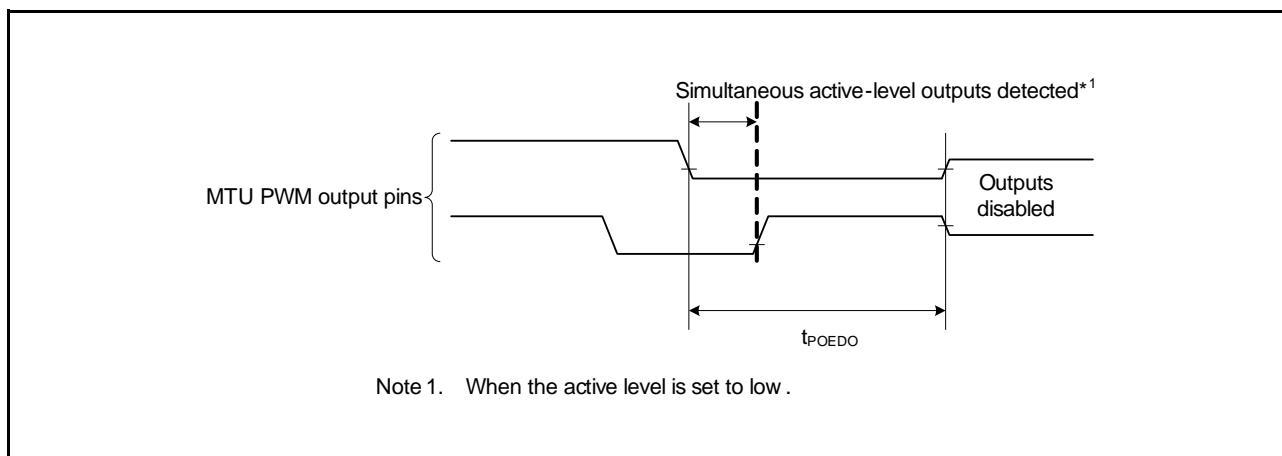 Simultaneous active-level outputs detected*1
MTU PWM output pins
Outputs
disabled
tPOEDO
Note 1. When the active level is set to low .